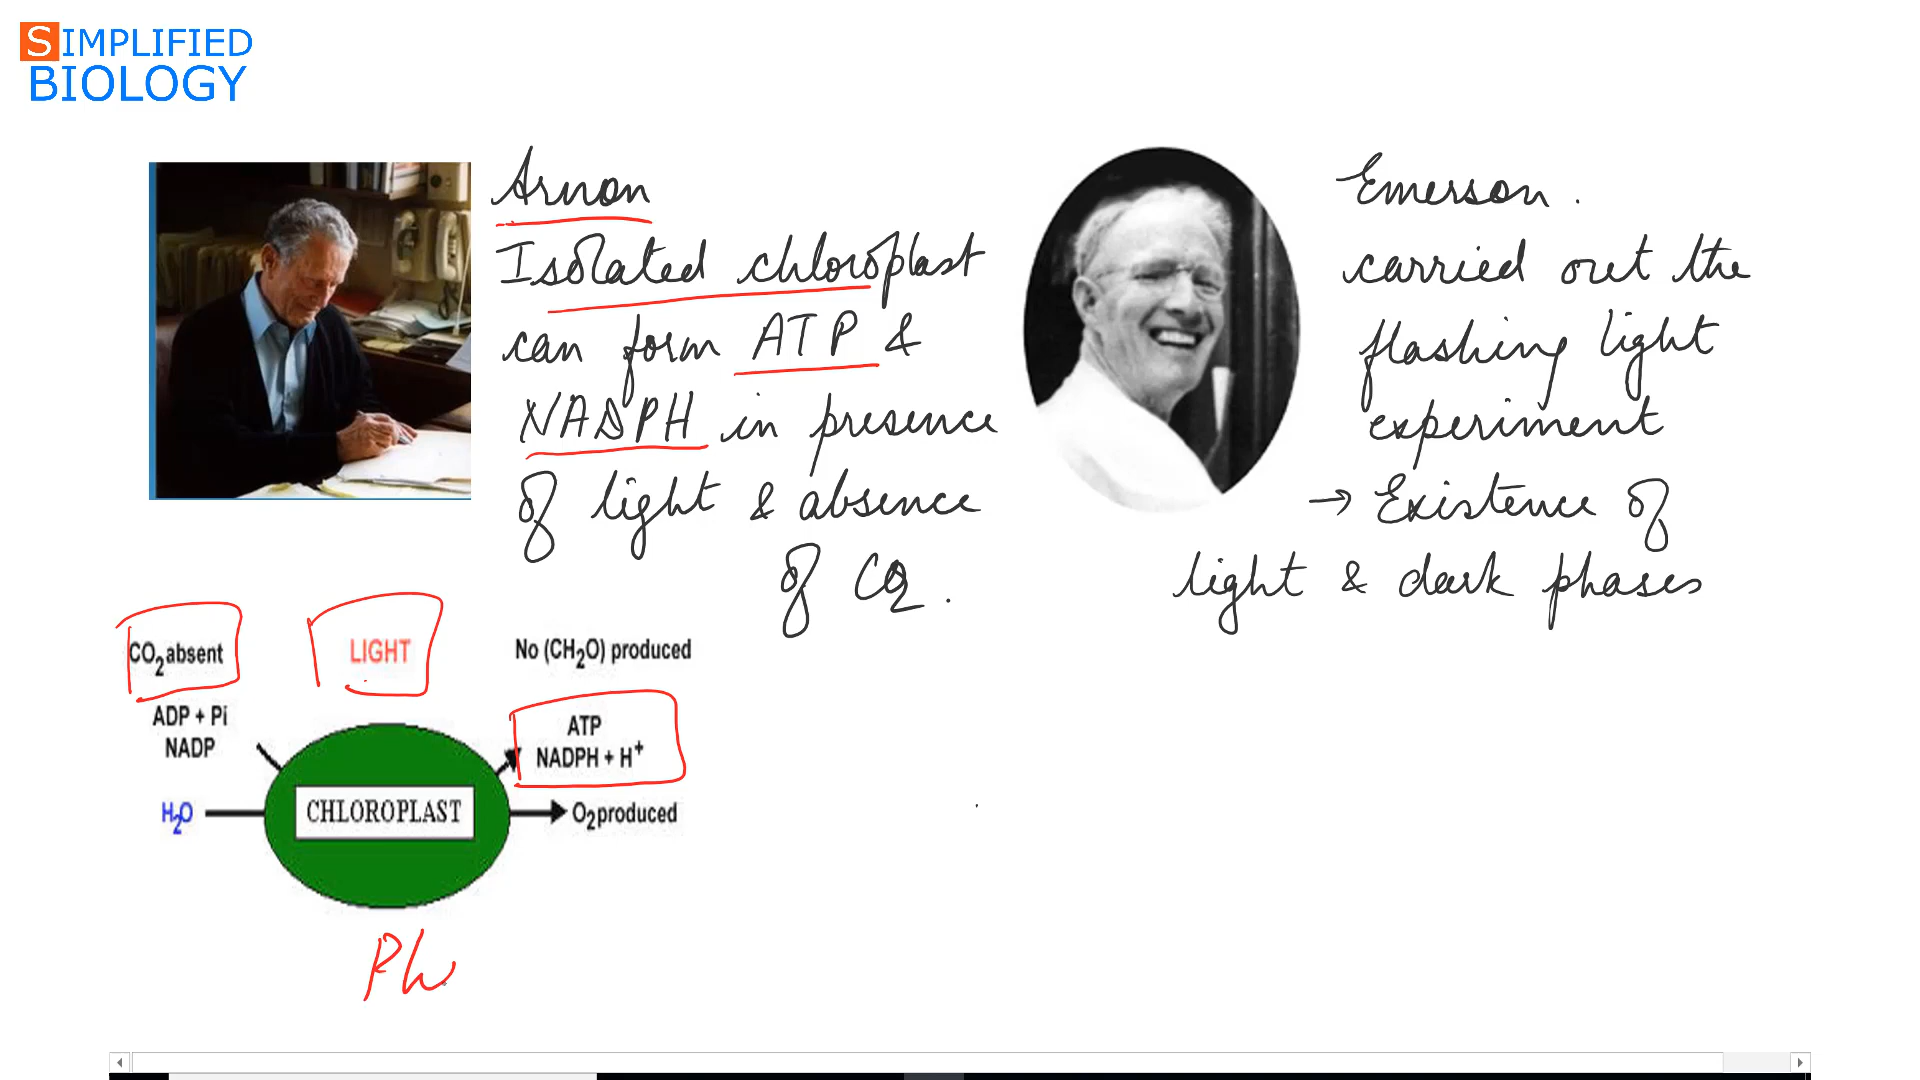 SIMPLIFIED
BIOLOGY
Arnon
Isolated chloroplast
can form ATP &
NADPH in presence
of light & absence
of CO2.
Emerson.
carried out the
flashing light
experiment
→ Existence of
light & dark phases
CO2 absent
LIGHT
No (CH2O) produced
ADP + Pi
NADP
ATP
NADPH + H+
H2O
CHLOROPLAST
O2 produced
Ph